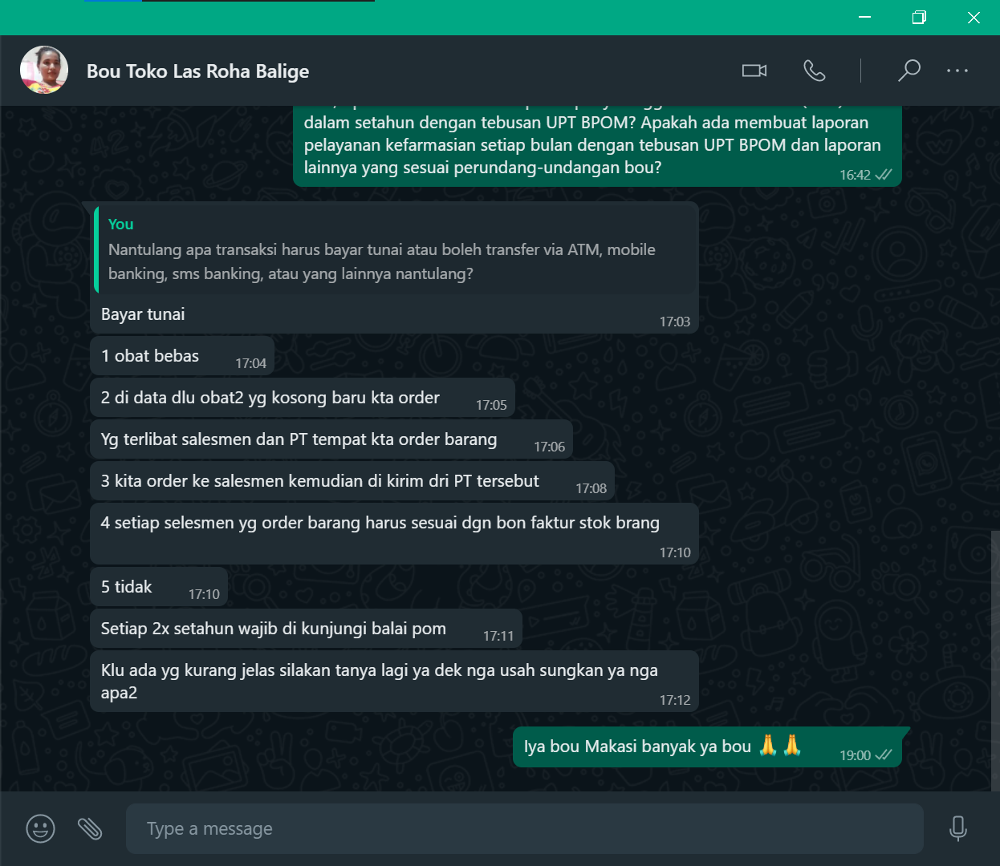 Bou Toko Las Roha Balige
dalam setahun dengan tebusan UPT BPOM? Apakah ada membuat laporan
pelayanan kefarmasian setiap bulan dengan tebusan UPT BPOM dan laporan
lainnya yang sesuai perundang-undangan bou?
16:42
You
Nantulang apa transaksi harus bayar tunai atau boleh transfer via ATM, mobile
banking, sms banking, atau yang lainnya nantulang?
Bayar tunai
17:03
1 obat bebas
17:04
2 di data dlu obat2 yg kosong baru kta order
17:05
Yg terlibat salesmen dan PT tempat kta order barang
17:06
3 kita order ke salesmen kemudian di kirim dri PT tersebut
17:08
4 setiap selesmen yg order barang harus sesuai dgn bon faktur stok brang
17:10
5 tidak
17:10
Setiap 2x setahun wajib di kunjungi balai pom
17:11
Klu ada yg kurang jelas silakan tanya lagi ya dek nga usah sungkan ya nga
apa2
17:12
Iya bou Makasi banyak ya bou 🙏🙏
19:00
Type a message